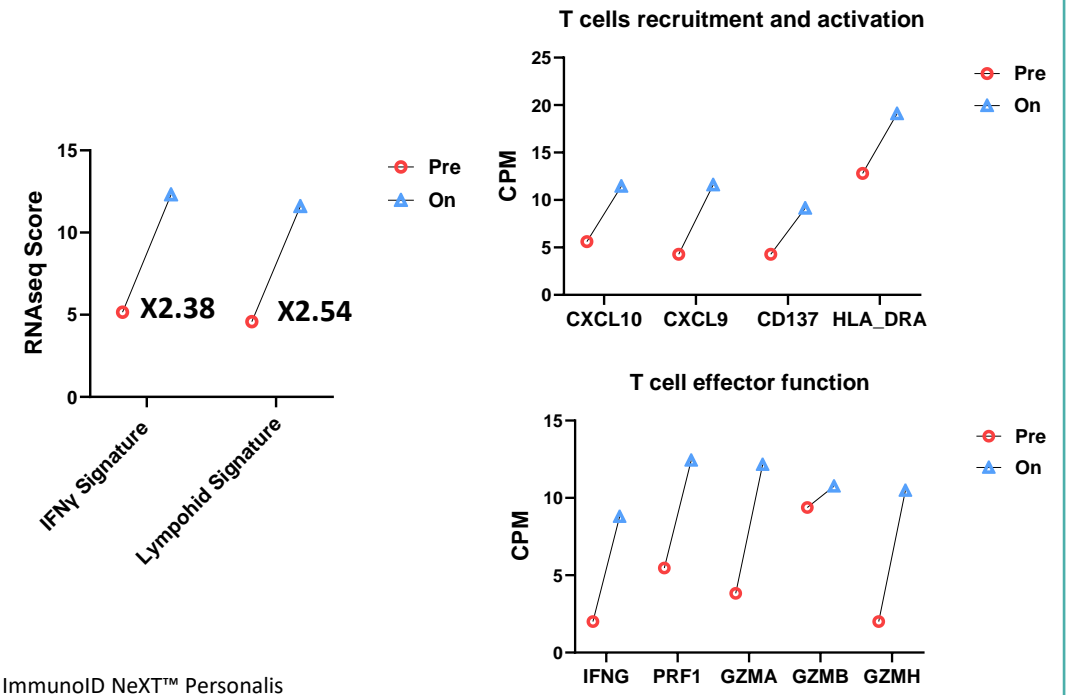 15
10
5
0
RNAseq Score
Pre
On
X2.38
X2.54
IFNγ Signature
Lympohid Signature
T cells recruitment and activation
25
20
15
10
5
0
CPM
Pre
On
CXCL10 CXCL9 CD137 HLA_DRA
T cell effector function
15
10
5
0
CPM
Pre
On
IFNG PRF1 GZMA GZMB GZMH
ImmunoID NeXT™ Personalis